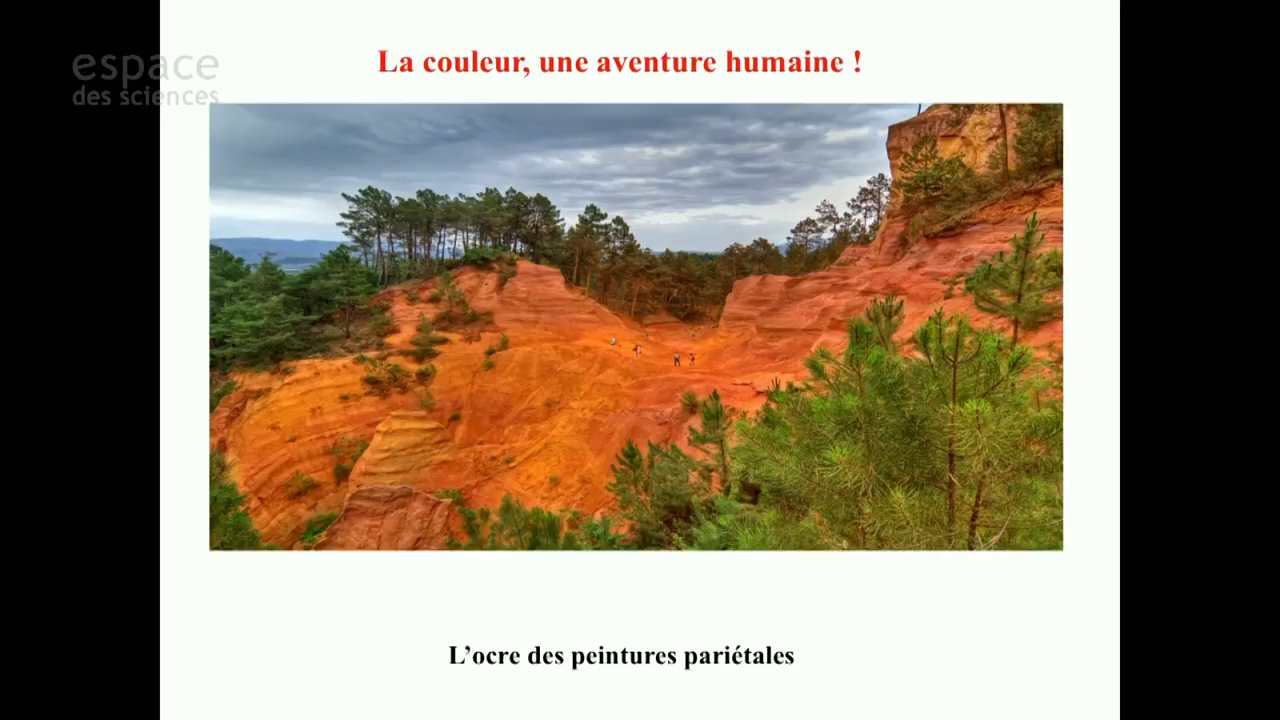 espace
des sciences
La couleur, une aventure humaine !
L’ocre des peintures pariétales